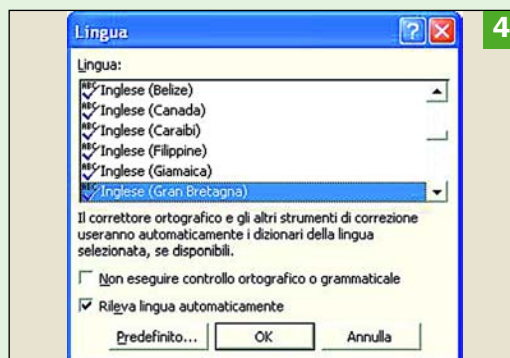 Lingua
4
Lingua:
Inglese (Belize)
Inglese (Canada)
Inglese (Caraibi)
Inglese (Filippine)
Inglese (Giamaica)
Inglese (Gran Bretagna)
Il correttore ortografico e gli altri strumenti di correzione
useranno automaticamente i dizionari della lingua
selezionata, se disponibili.
Non eseguire controllo ortografico o grammaticale
Rileva lingua automaticamente
Predefinito...
OK
Annulla